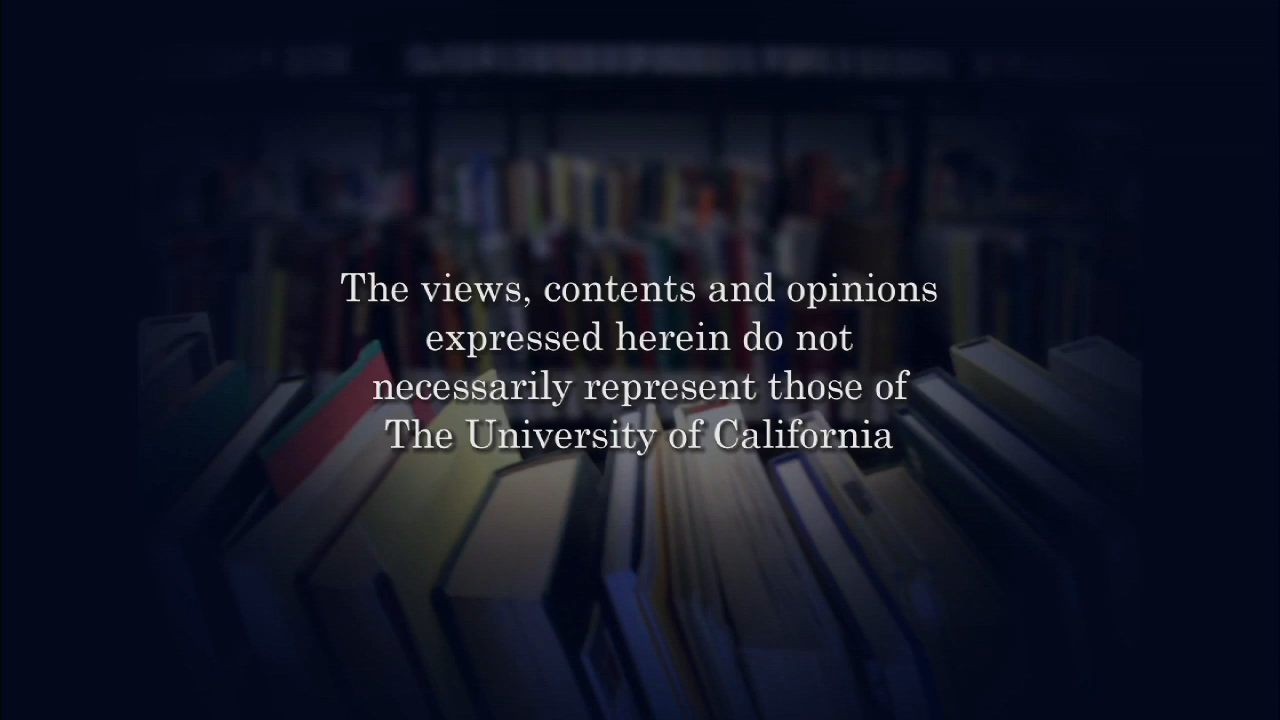 The views, contents and opinions
expressed herein do not
necessarily represent those of
The University of California